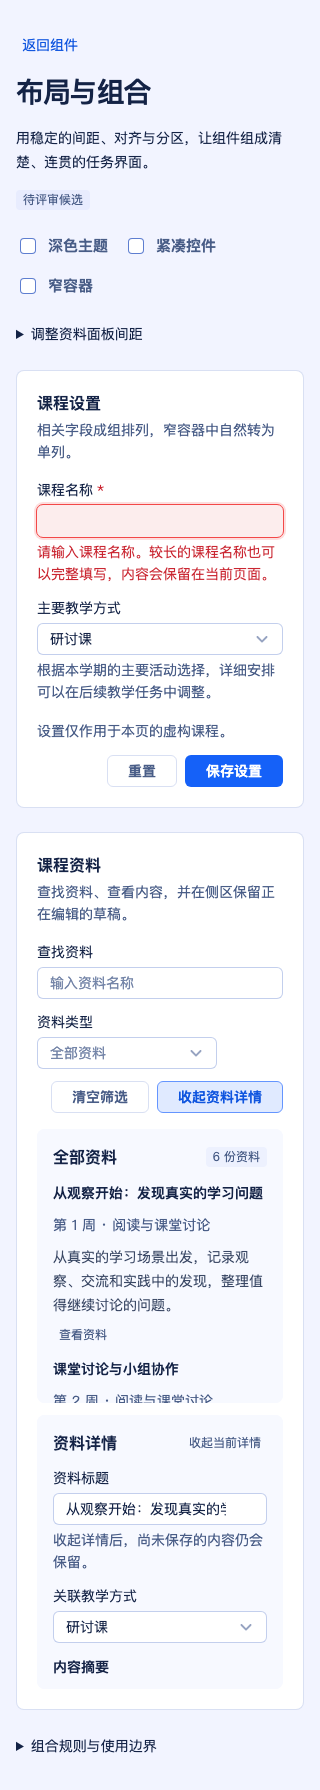 返回组件
布局与组合
用稳定的间距、对齐与分区，让组件组成清
楚、连贯的任务界面。
待评审候选
深色主题 紧凑控件
窄容器
调整资料面板间距
课程设置
相关字段成组排列，窄容器中自然转为
单列。
课程名称 *
请输入课程名称。较长的课程名称也可
以完整填写，内容会保留在当前页面。
主要教学方式
研讨课
根据本学期的主要活动选择，详细安排
可以在后续教学任务中调整。
设置仅作用于本页的虚构课程。
重置 保存设置
课程资料
查找资料、查看内容，并在侧区保留正
在编辑的草稿。
查找资料
输入资料名称
资料类型
全部资料
清空筛选 收起资料详情
全部资料 6 份资料
从观察开始：发现真实的学习问题
第 1 周 · 阅读与课堂讨论
从真实的学习场景出发，记录观
察、交流和实践中的发现，整理值
得继续讨论的问题。
查看资料
课堂讨论与小组协作
第 2 周 · 阅读与课堂讨论
资料详情 收起当前详情
资料标题
从观察开始：发现真实的
收起详情后，尚未保存的内容仍会
保留。
关联教学方式
研讨课
内容摘要
组合规则与使用边界